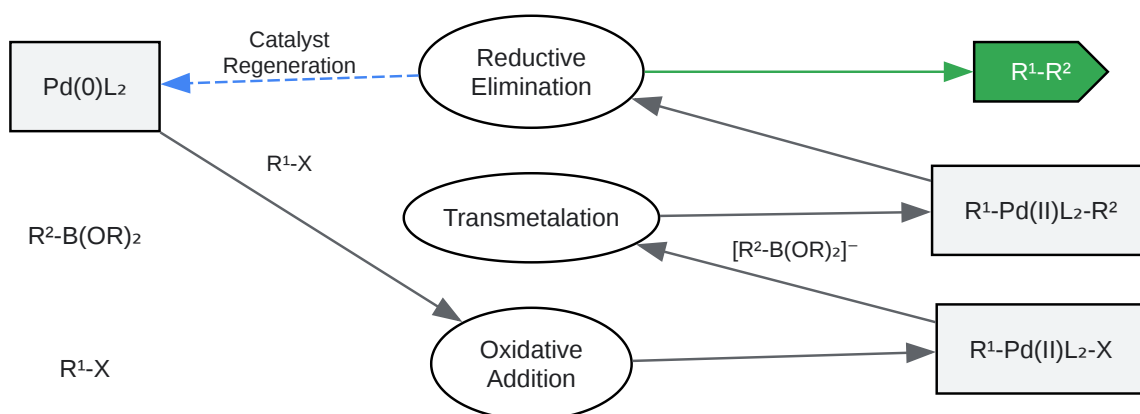 Catalyst
Regeneration
Pd(0)L₂
Reductive
Elimination
R¹-R²
R¹-X
Transmetalation
R¹-Pd(II)L₂-R²
R²-B(OR)₂
[R²-B(OR)₂]⁻
R¹-X
Oxidative
Addition
R¹-Pd(II)L₂-X